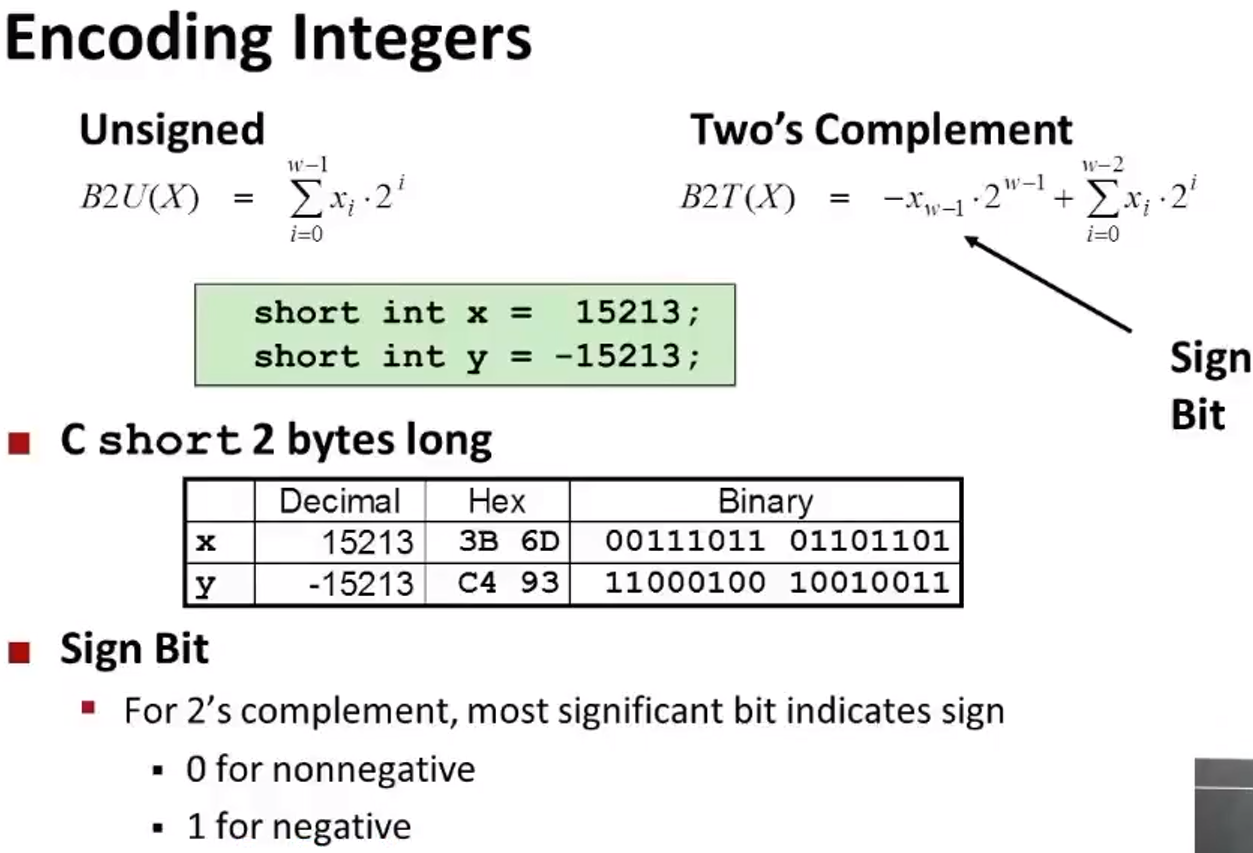 Encoding Integers
Unsigned
Two's Complement
B2U(X) = \sum_{i=0}^{w-1} x_i \cdot 2^i
B2T(X) = -x_{w-1} \cdot 2^{w-1} + \sum_{i=0}^{w-2} x_i \cdot 2^i
short int x = 15213;
short int y = -15213;
Sign
Bit
■ C short 2 bytes long
Decimal Hex Binary
x 15213 3B 6D 00111011 01101101
y -15213 C4 93 11000100 10010011
■ Sign Bit
▪ For 2's complement, most significant bit indicates sign
▪ 0 for nonnegative
▪ 1 for negative